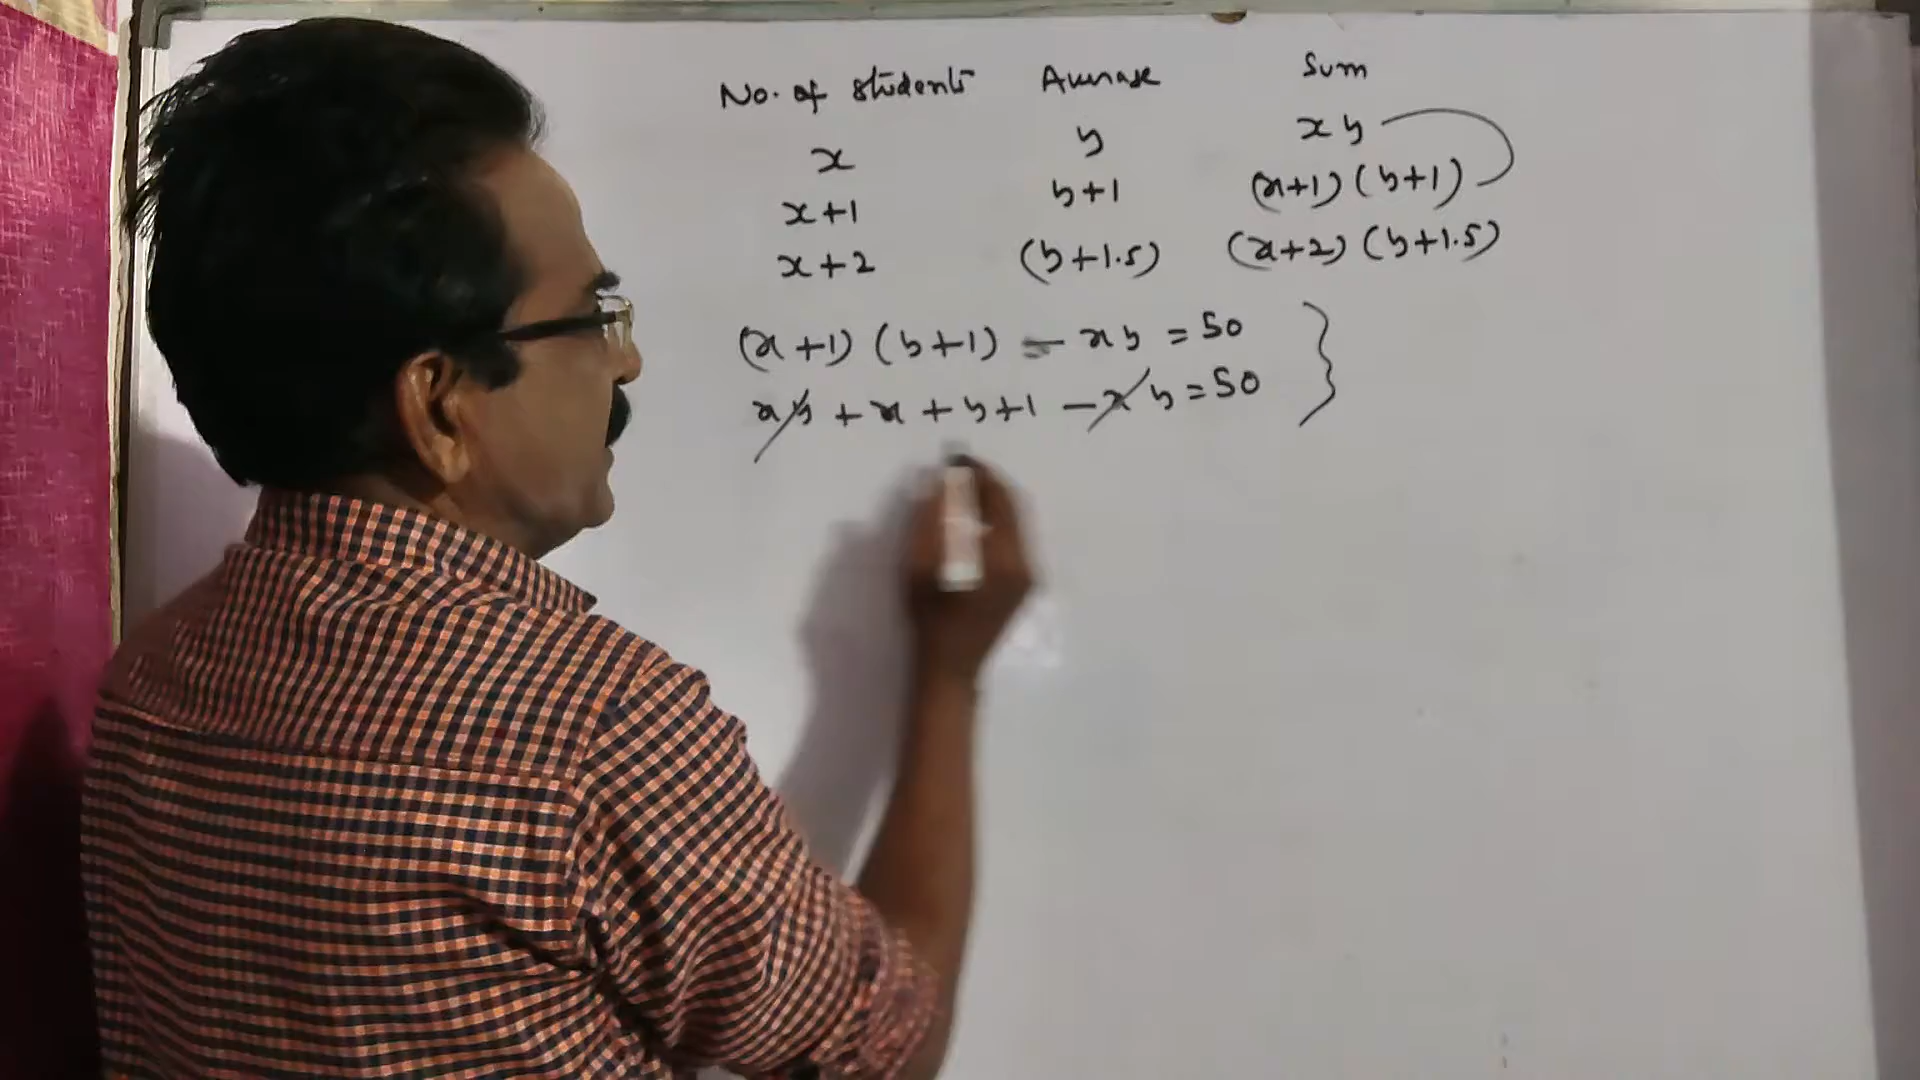 No. of students Average Sum
x y xy
x+1 y+1 (x+1)(y+1)
x+2 (y+1.5) (x+2)(y+1.5)
(x+1)(y+1) - xy = 50
xy + x + y + 1 - xy = 50